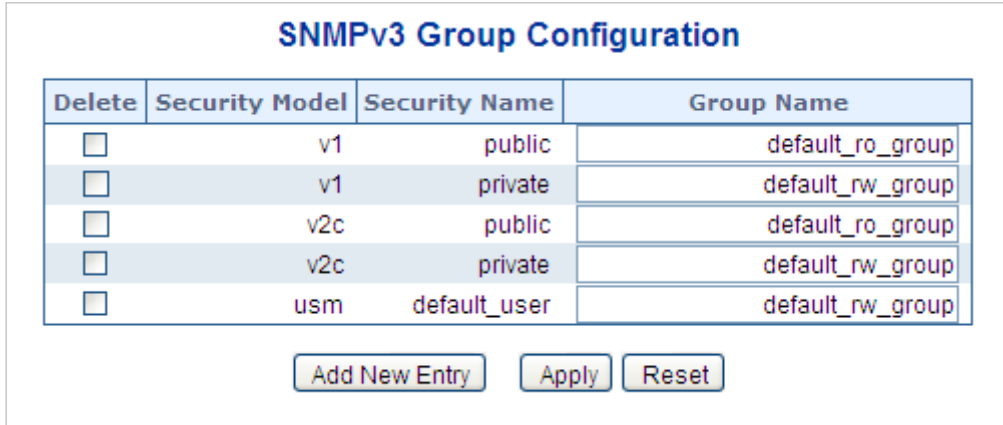 SNMPv3 Group Configuration
Delete Security Model Security Name Group Name
v1 public default_ro_group
v1 private default_rw_group
v2c public default_ro_group
v2c private default_rw_group
usm default_user default_rw_group
Add New Entry Apply Reset